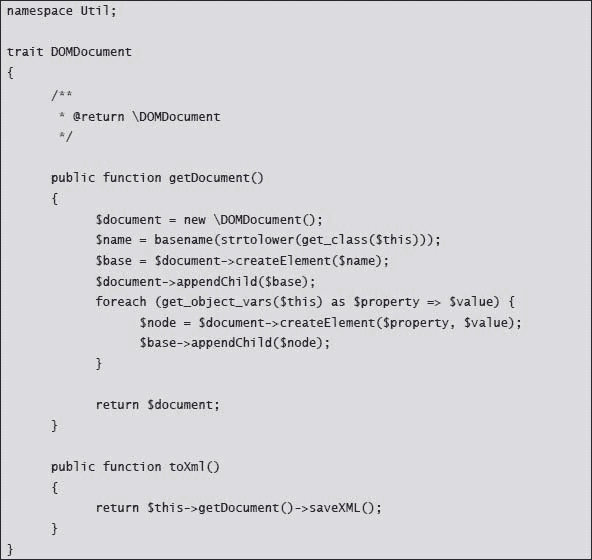 namespace Util;
trait DOMDocument
{
/**
* @return \DOMDocument
*/
public function getDocument()
{
$document = new \DOMDocument();
$name = basename(strtolower(get_class($this)));
$base = $document->createElement($name);
$document->appendChild($base);
foreach (get_object_vars($this) as $property => $value) {
$node = $document->createElement($property, $value);
$base->appendChild($node);
}
return $document;
}
public function toXml()
{
return $this->getDocument()->saveXML();
}
}